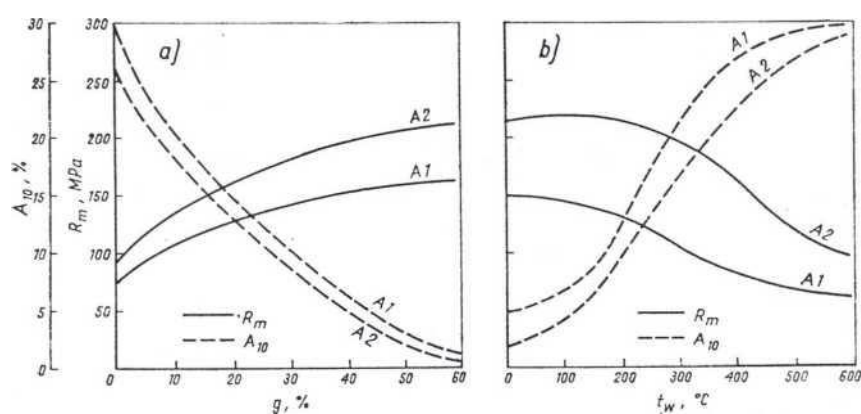 a)
A₁₀, %
30
25
20
15
10
5
0
Rₘ, MPa
300
250
200
150
100
50
A2
A1
A1
A2
Rₘ
A₁₀
0 10 20 30 40 50 60
g, %
b)
A1
A2
A2
A1
Rₘ
A₁₀
0 100 200 300 400 500 600
t_w, °C